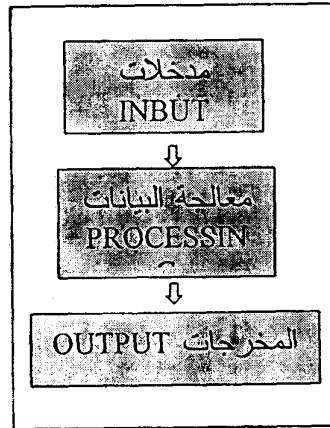 مدخلات
INBUT
معالجة البيانات
PROCESSIN
المخرجات OUTPUT